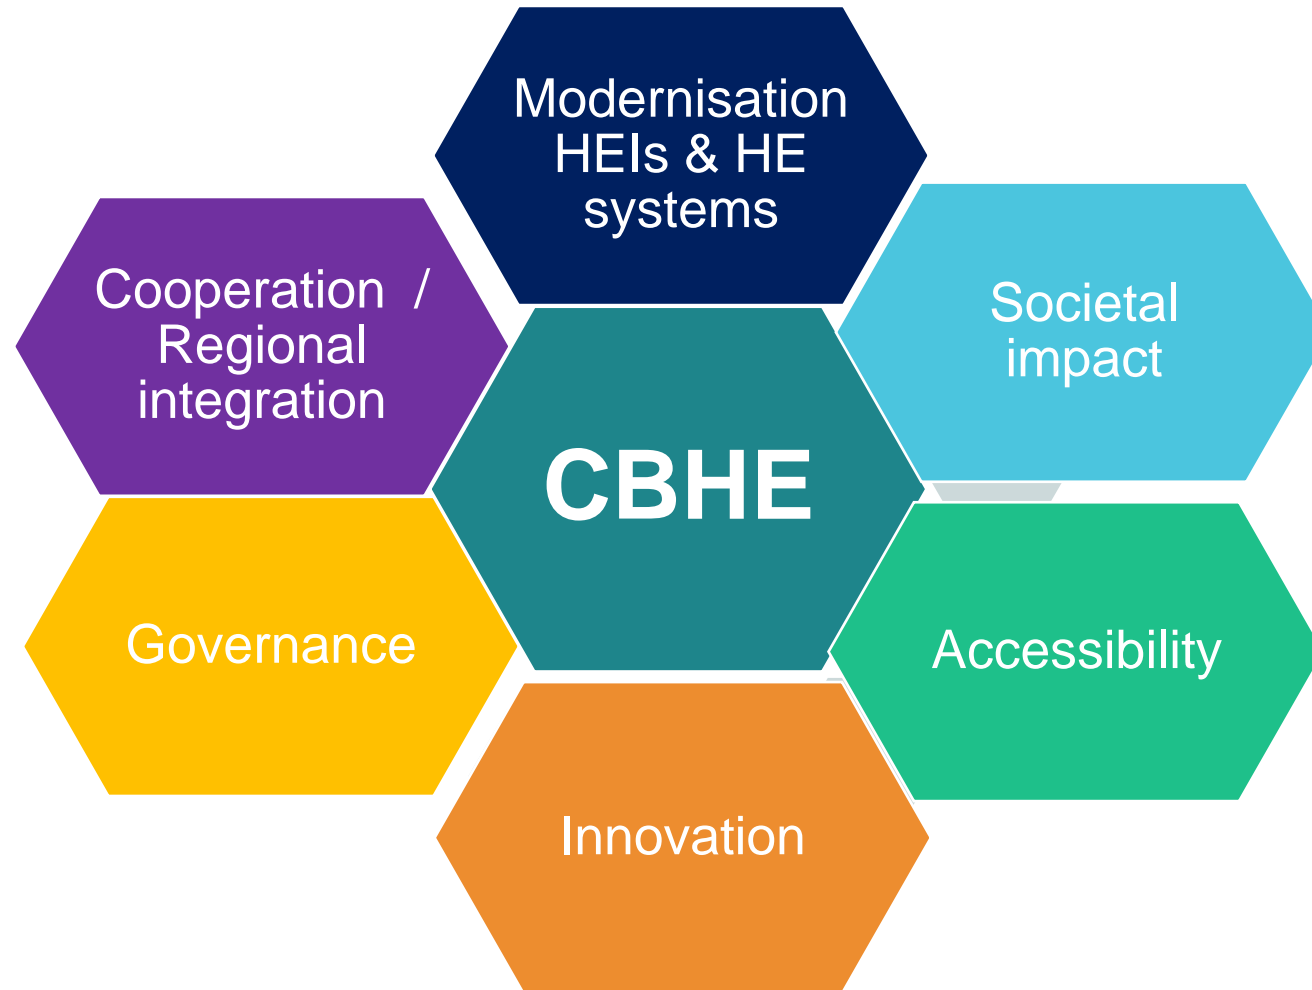 Modernisation
HEIs & HE
systems
Cooperation /
Regional
integration
Societal
impact
CBHE
Governance
Accessibility
Innovation